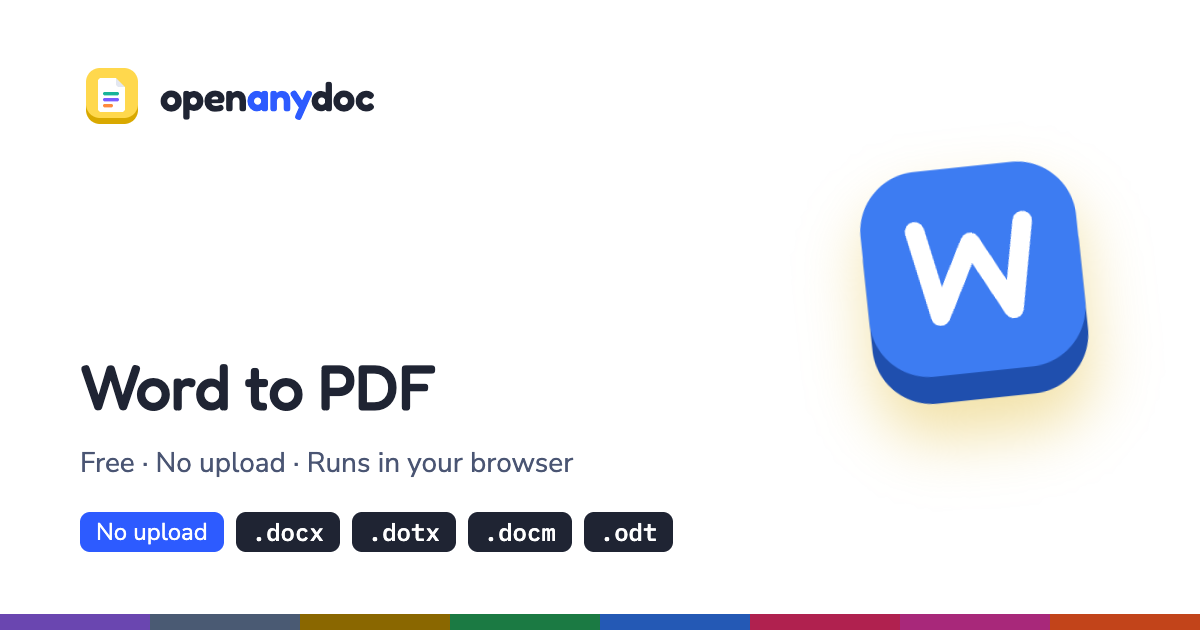 openanydoc
W
Word to PDF
Free · No upload · Runs in your browser
No upload .docx .dotx .docm .odt